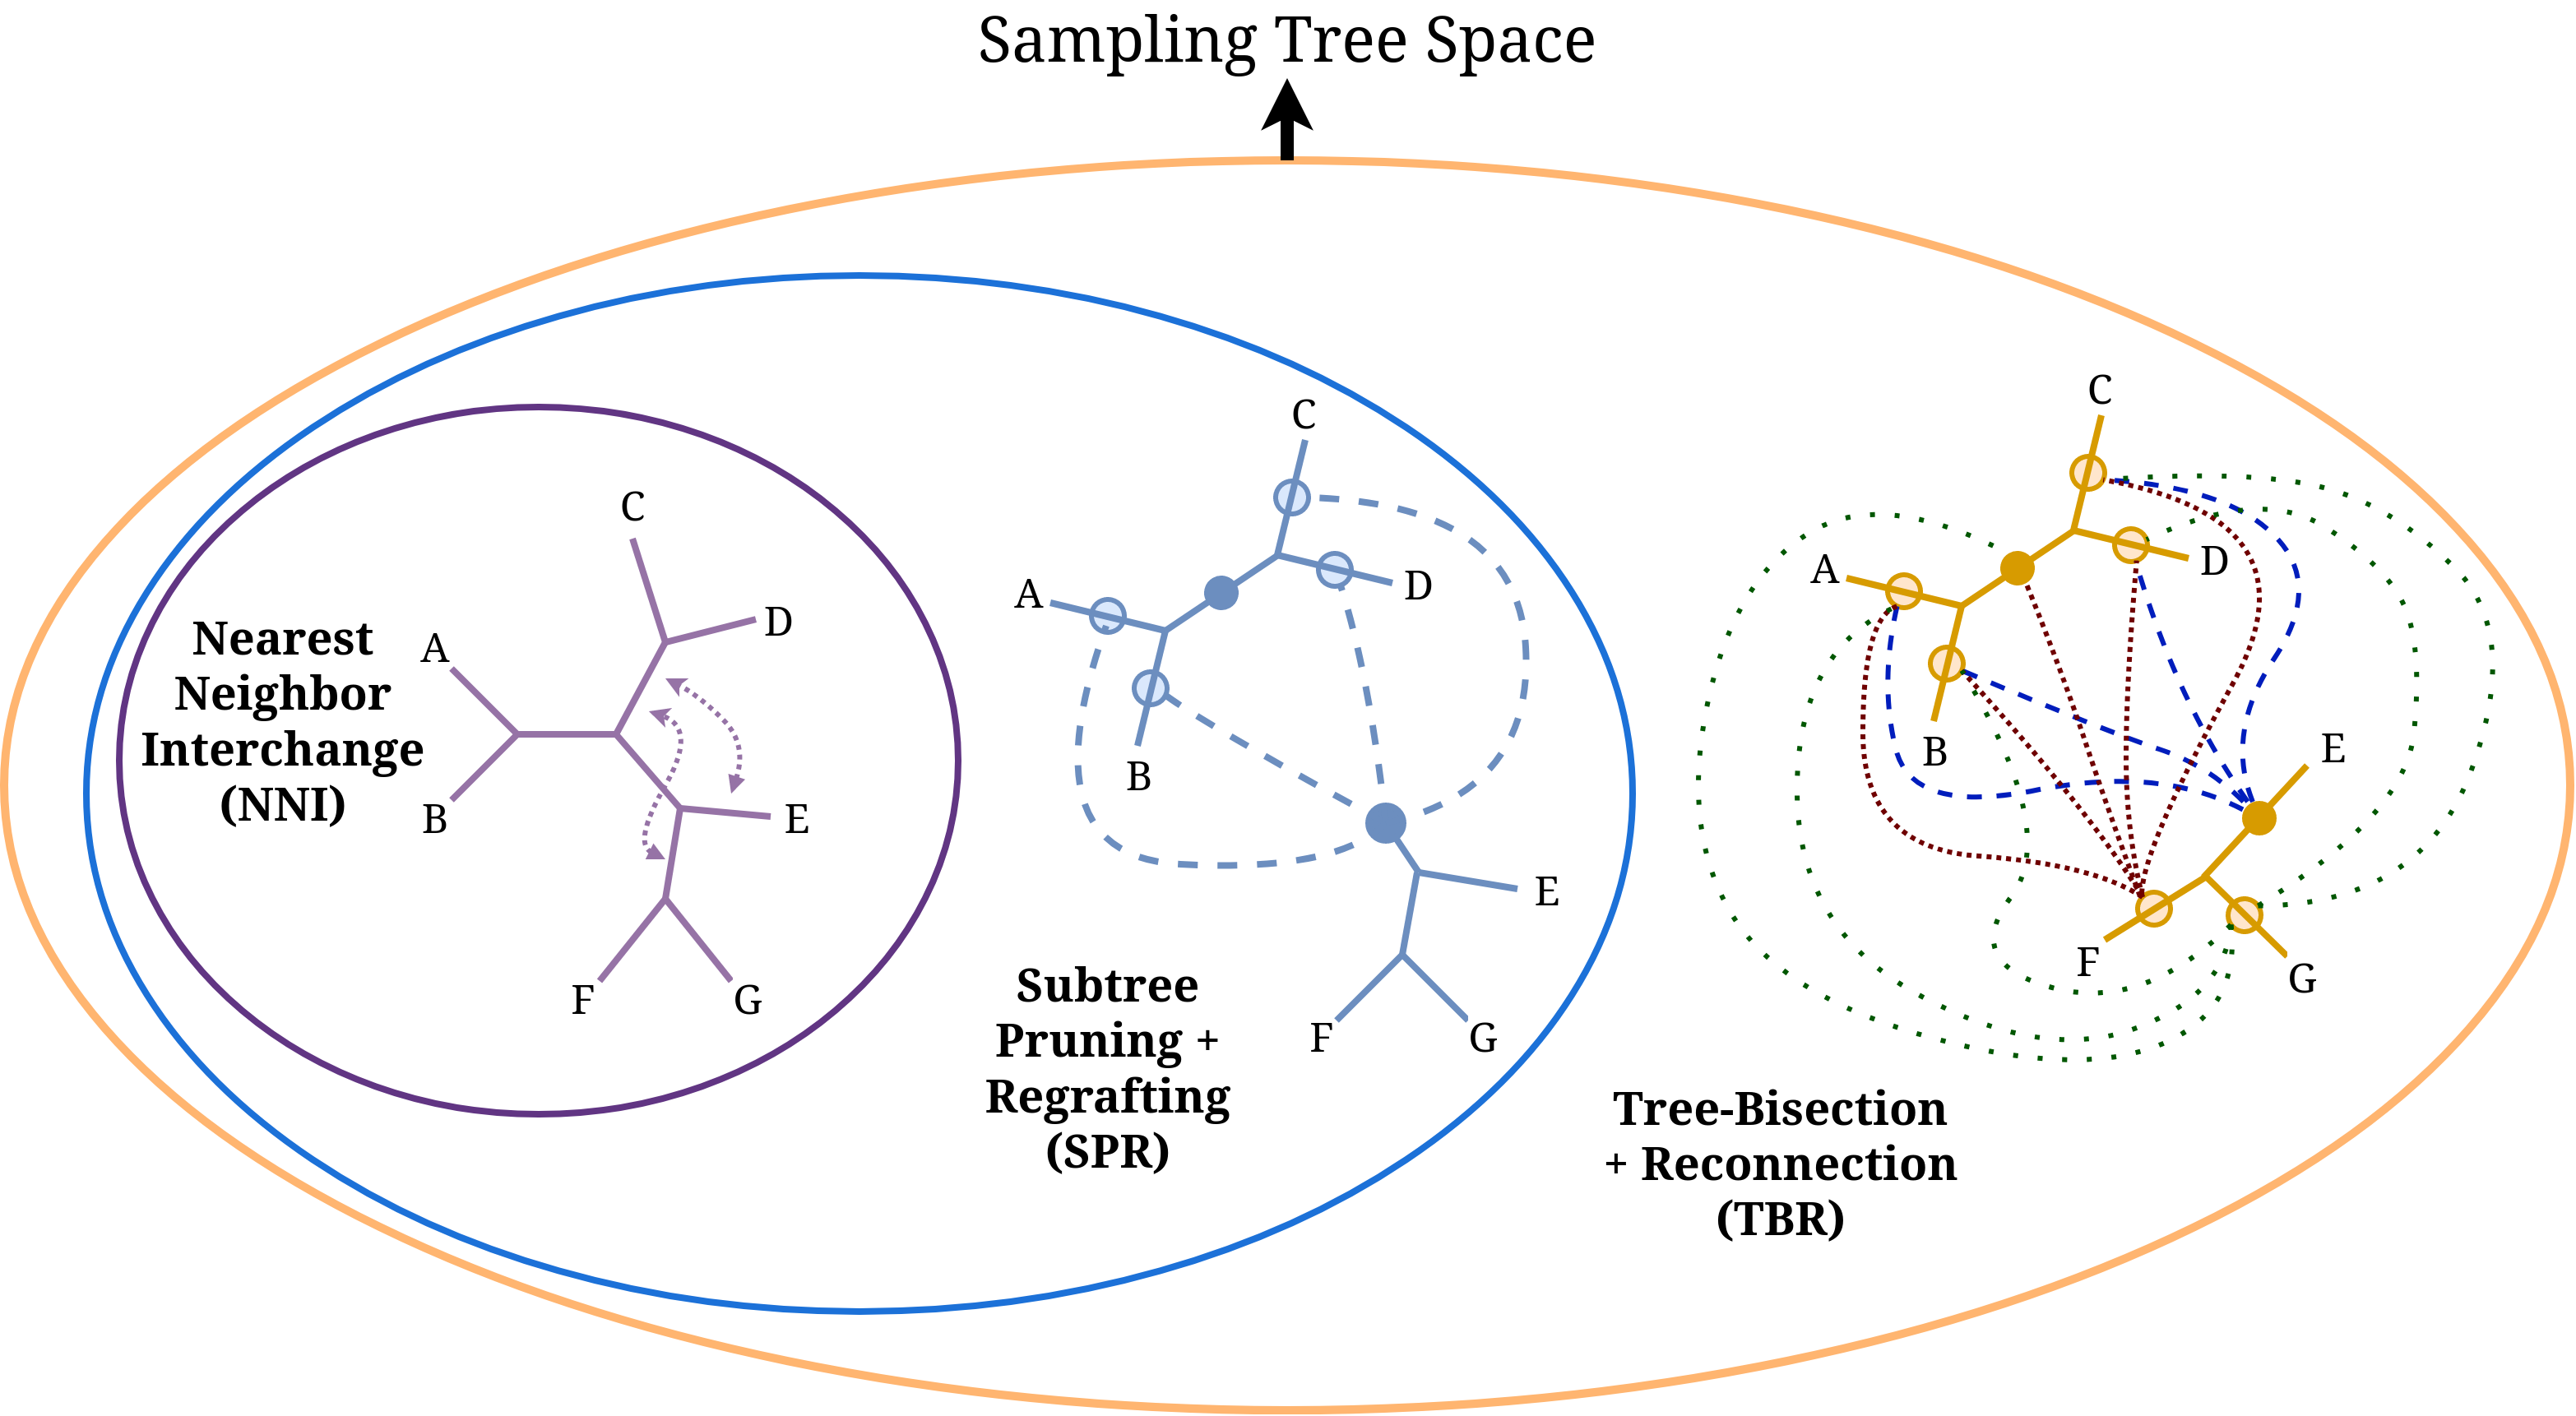 Sampling Tree Space
Nearest
Neighbor
Interchange
(NNI)
A
B
C
D
E
F
G
Subtree
Pruning +
Regrafting
(SPR)
A
B
C
D
E
F
G
Tree-Bisection
+ Reconnection
(TBR)
A
B
C
D
E
F
G